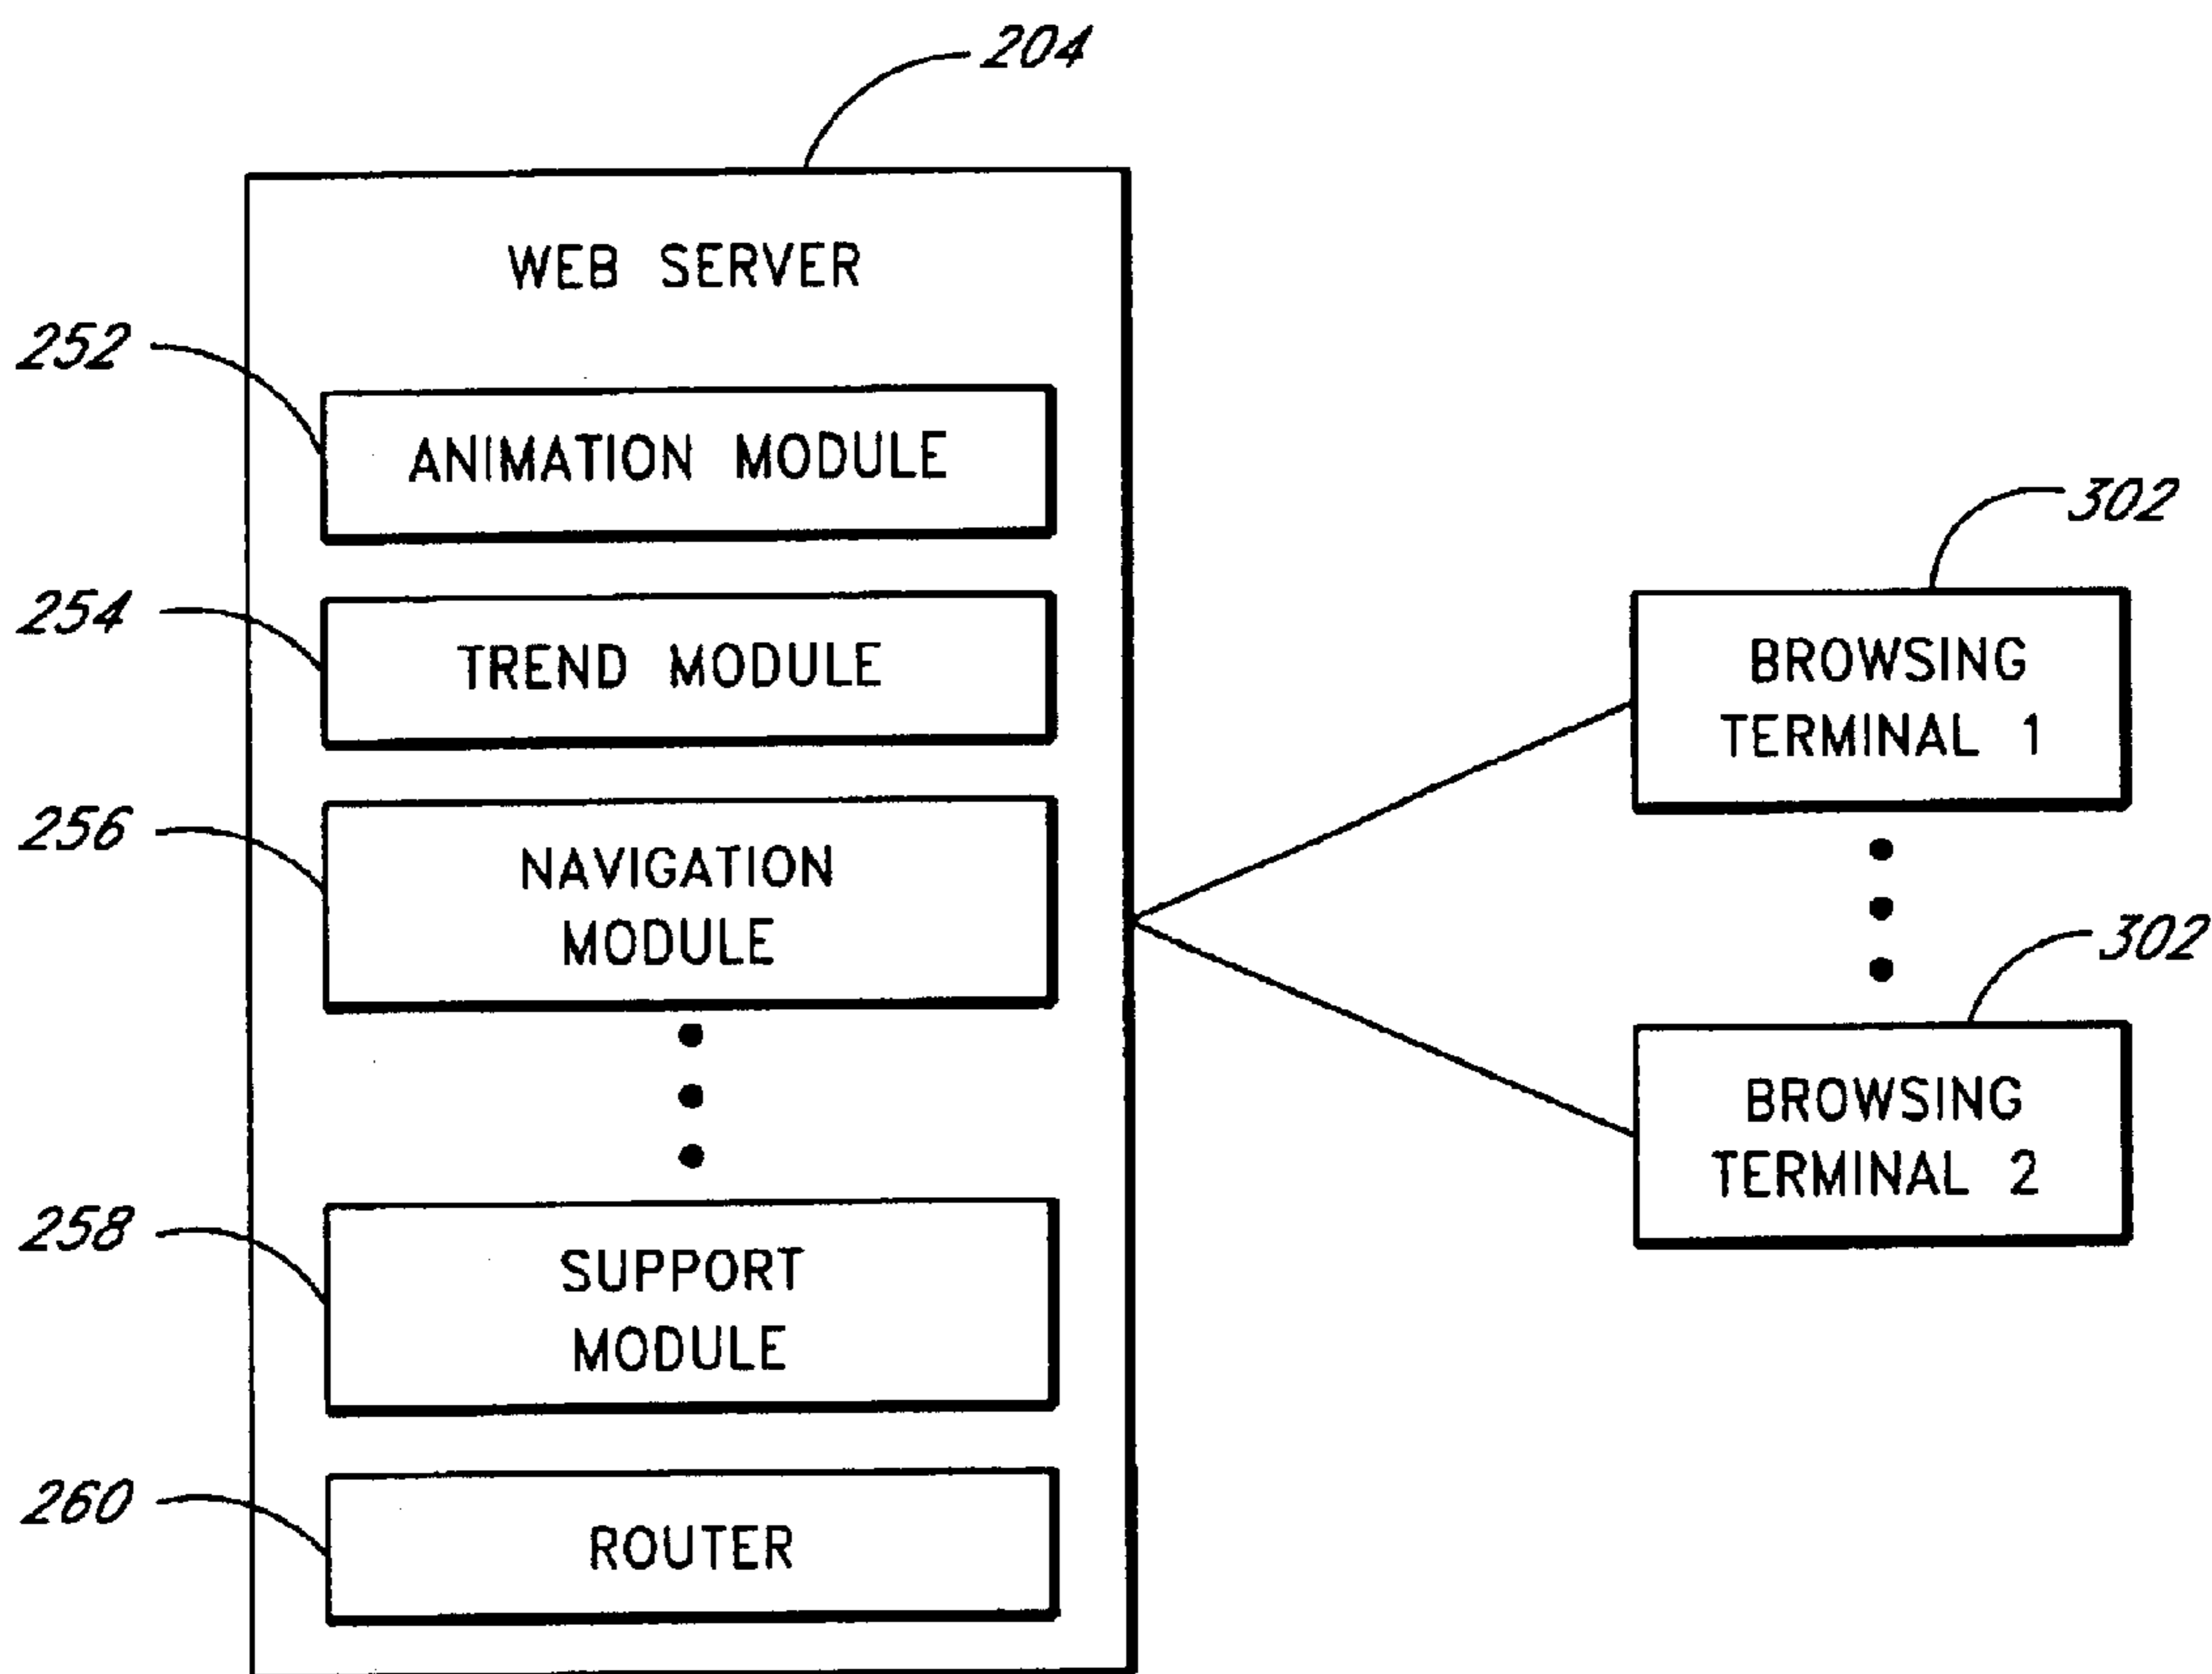 204
WEB SERVER
252
ANIMATION MODULE
254
TREND MODULE
256
NAVIGATION
MODULE
258
SUPPORT
MODULE
260
ROUTER
302
BROWSING
TERMINAL 1
302
BROWSING
TERMINAL 2